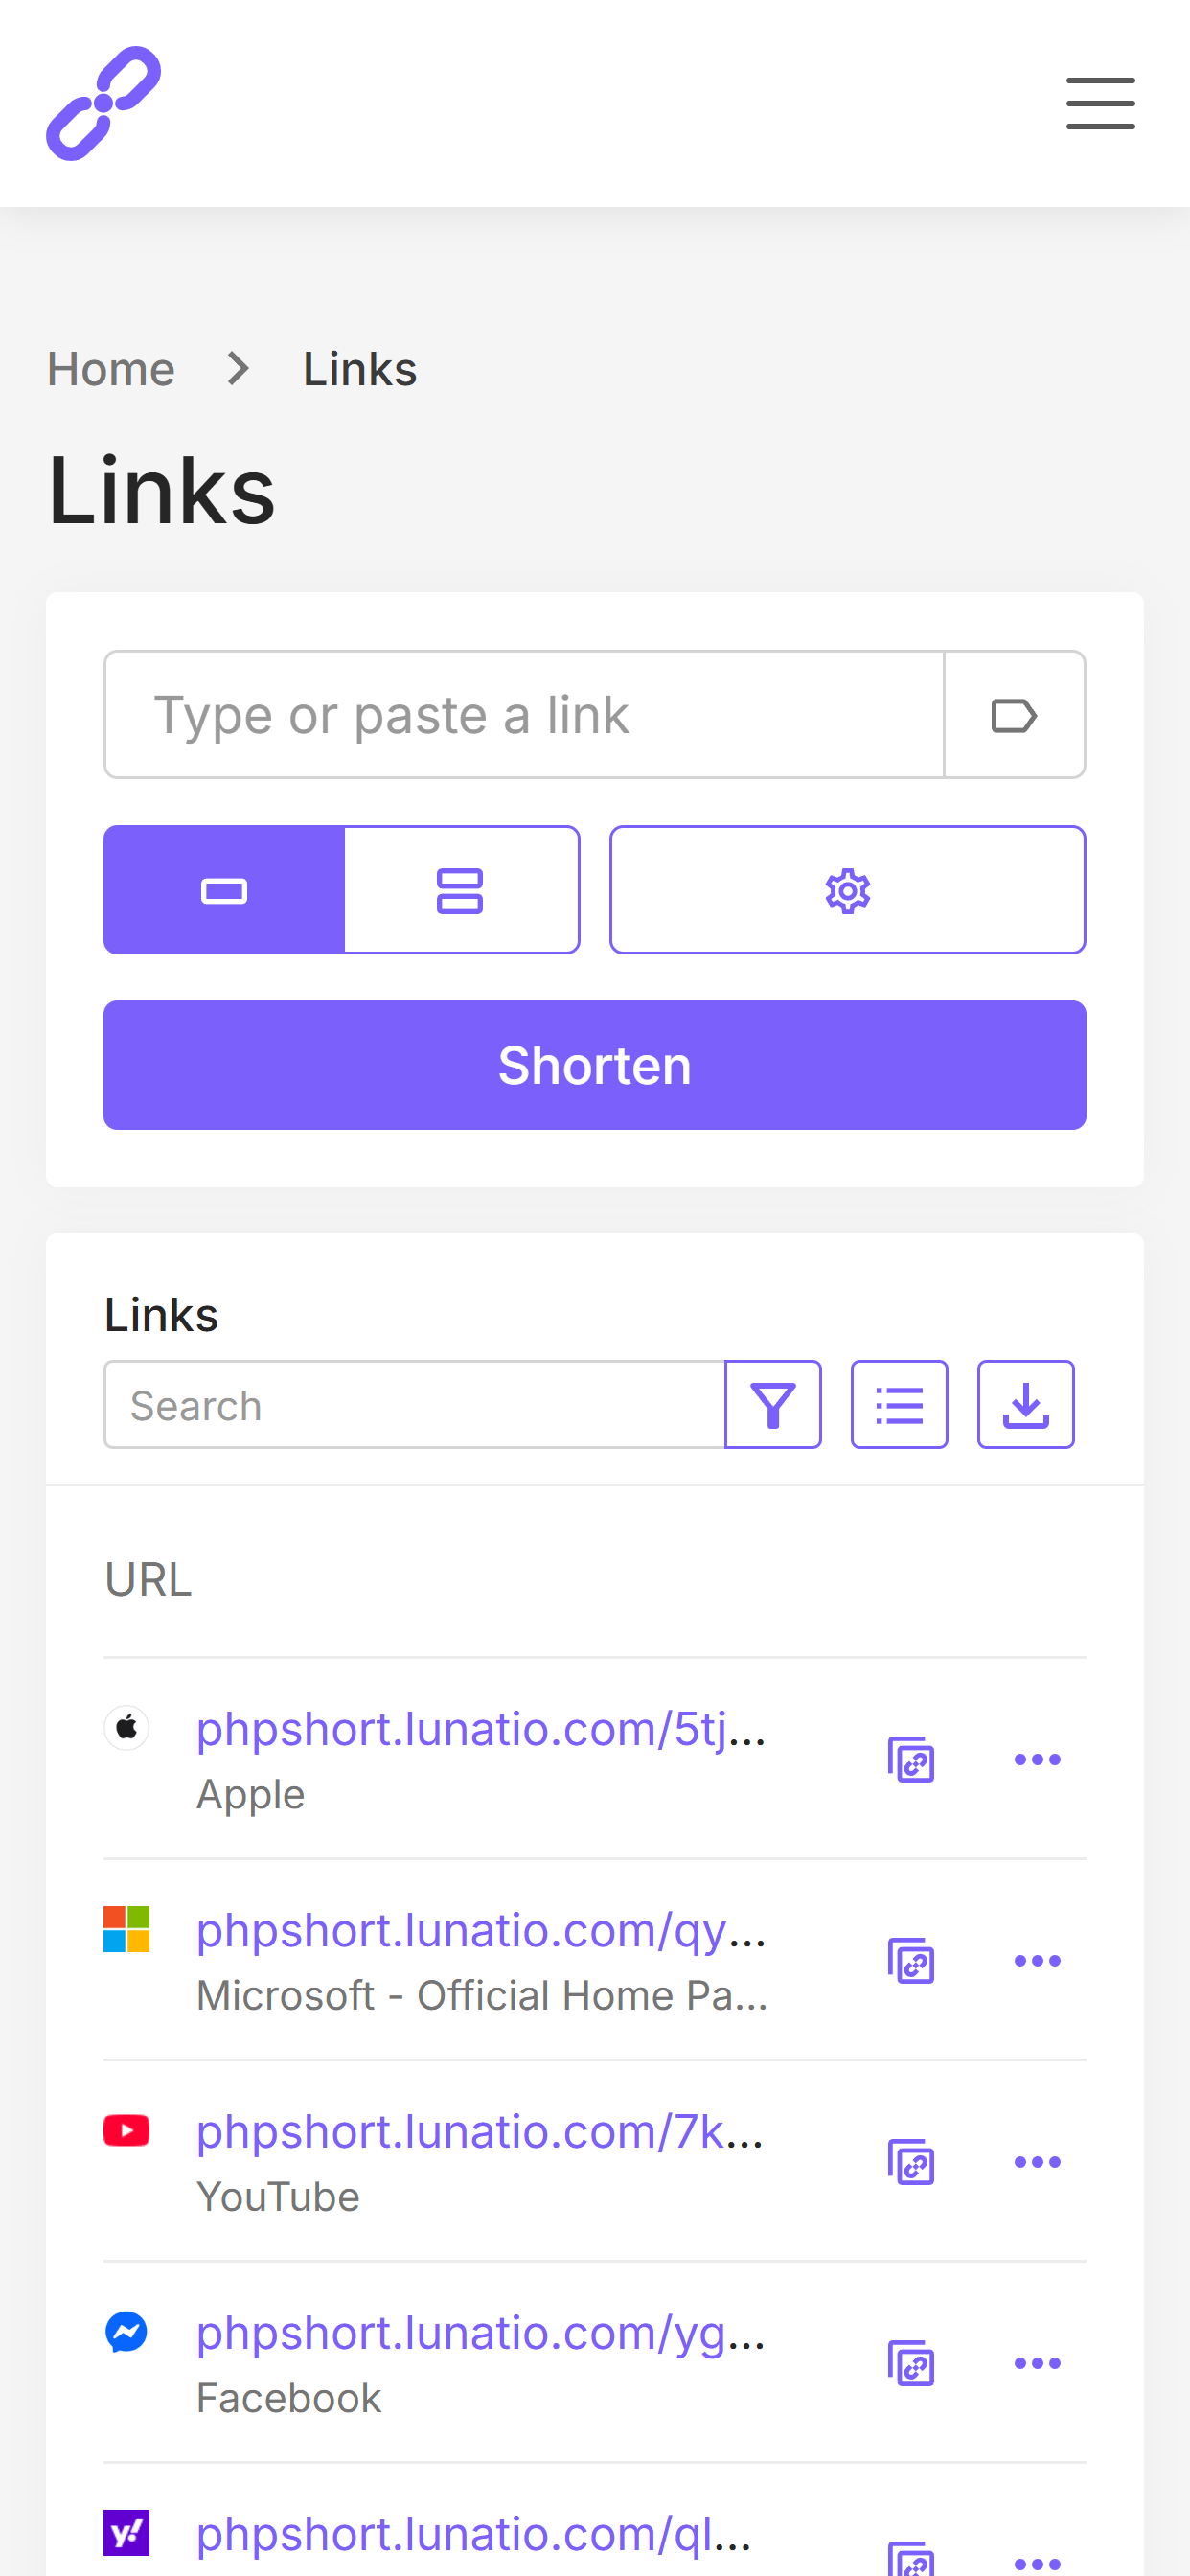 Home > Links
Links
Type or paste a link
Shorten
Links
Search
URL
phpshort.lunatio.com/5tj...
Apple
phpshort.lunatio.com/qy...
Microsoft - Official Home Pa...
phpshort.lunatio.com/7k...
YouTube
phpshort.lunatio.com/yg...
Facebook
y!
phpshort.lunatio.com/ql...